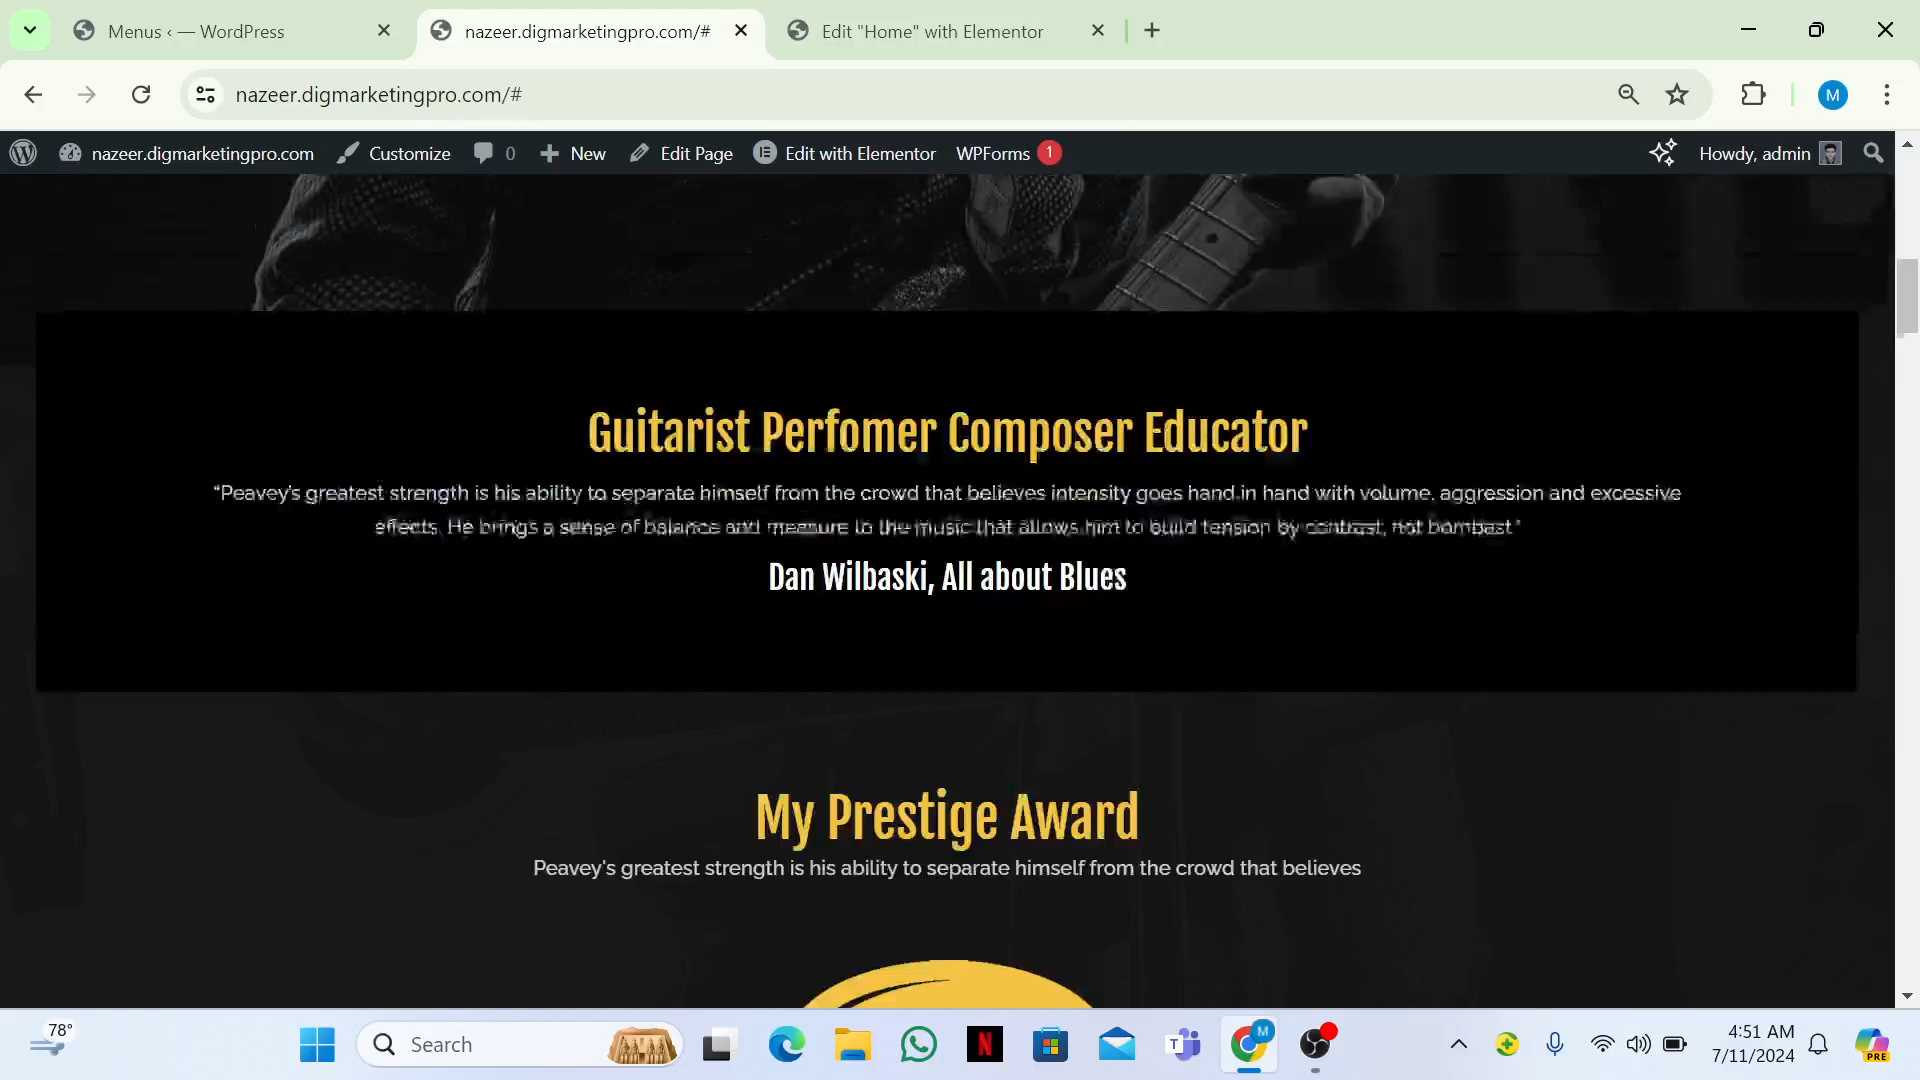 Menus ‹ — WordPress
nazeer.digmarketingpro.com/#
Edit "Home" with Elementor
nazeer.digmarketingpro.com/#
M
nazeer.digmarketingpro.com
Customize
0
New
Edit Page
Edit with Elementor
WPForms 1
Howdy, admin
Guitarist Perfomer Composer Educator
"Peavey's greatest strength is his ability to separate himself from the crowd that believes intensity goes hand in hand with volume, aggression and excessive
effects. He brings a sense of balance and measure to the music that allows him to build tension by contrast, not bombast"
Dan Wilbaski, All about Blues
My Prestige Award
Peavey's greatest strength is his ability to separate himself from the crowd that believes
78°
Search
N
T
M
4:51 AM
7/11/2024
PRE